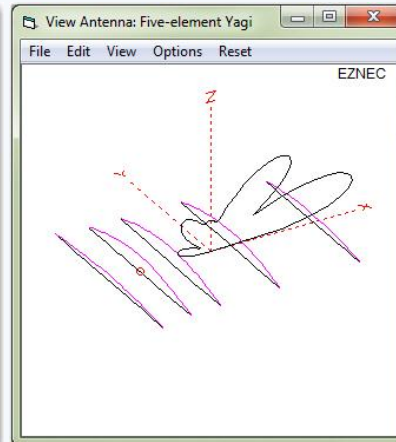 View Antenna: Five-element Yagi
File Edit View Options Reset
EZNEC
Z
Y
X